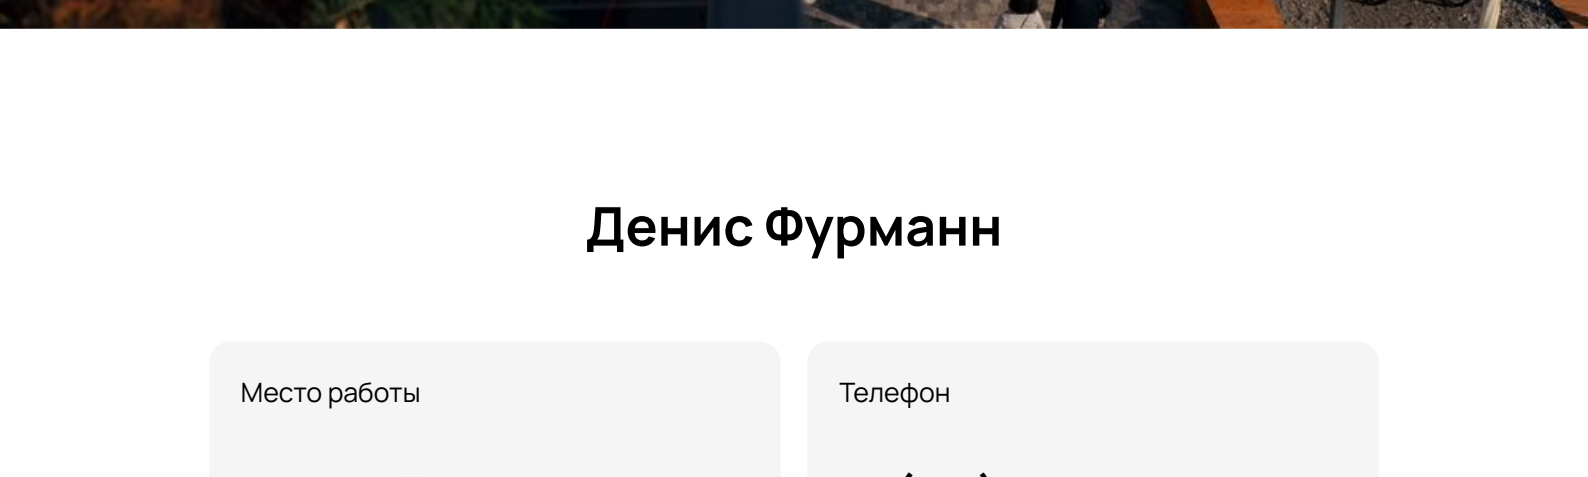 Денис Фурманн
Место работы
Телефон